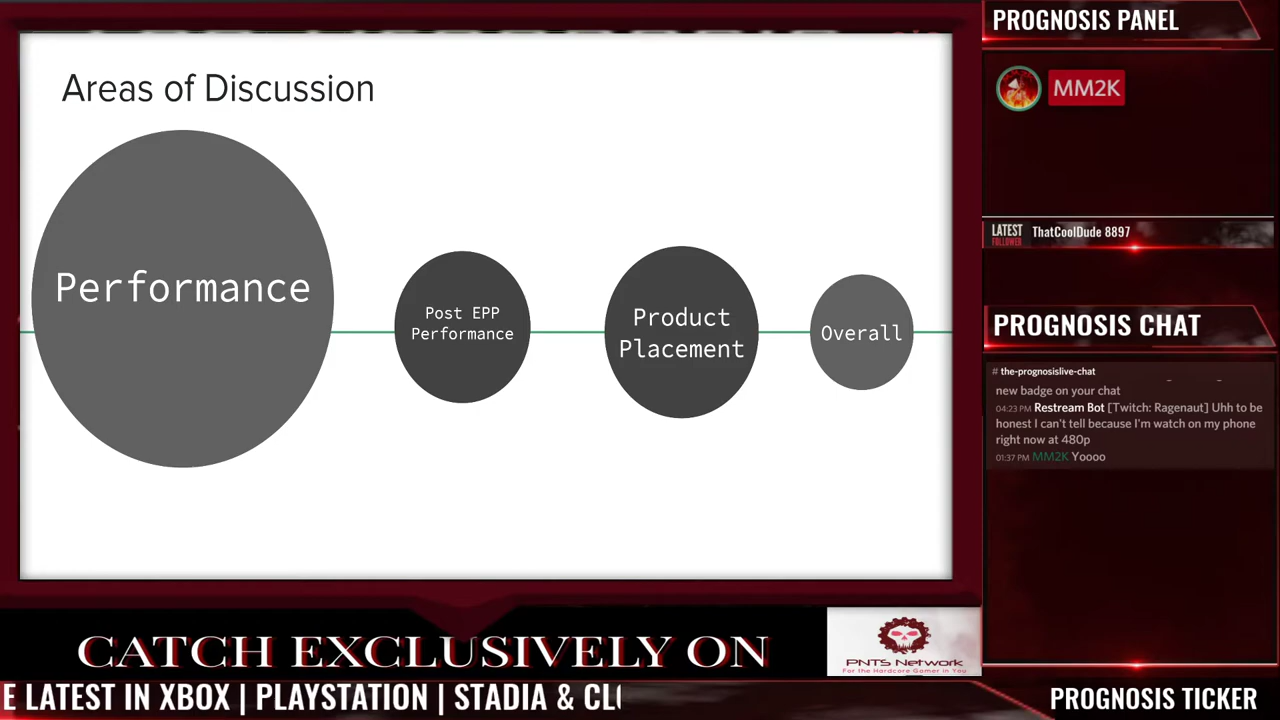 Areas of Discussion
Performance
Post EPP
Performance
Product
Placement
Overall
PROGNOSIS PANEL
MM2K
LATEST
FOLLOWER
ThatCoolDude 8897
PROGNOSIS CHAT
# the-prognosislive-chat
new badge on your chat
04:23 PM Restream Bot [Twitch: Ragenaut] Uhh to be
honest I can't tell because I'm watch on my phone
right now at 480p
01:37 PM MM2K Yoooo
CATCH EXCLUSIVELY ON
PNTS Network
For the Hardcore Gamer in You
E LATEST IN XBOX | PLAYSTATION | STADIA & CL
PROGNOSIS TICKER